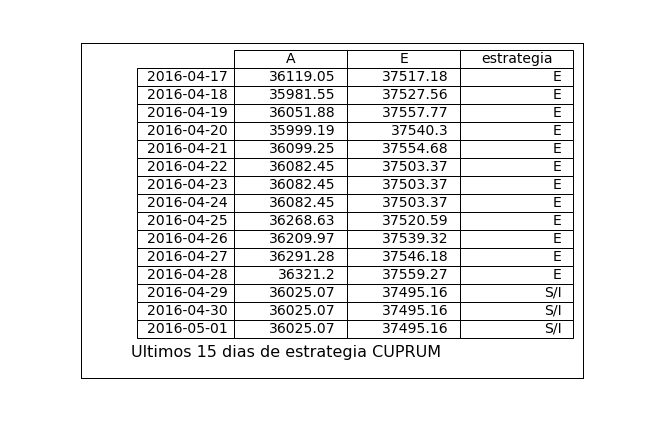 A E estrategia
2016-04-17 36119.05 37517.18 E
2016-04-18 35981.55 37527.56 E
2016-04-19 36051.88 37557.77 E
2016-04-20 35999.19 37540.3 E
2016-04-21 36099.25 37554.68 E
2016-04-22 36082.45 37503.37 E
2016-04-23 36082.45 37503.37 E
2016-04-24 36082.45 37503.37 E
2016-04-25 36268.63 37520.59 E
2016-04-26 36209.97 37539.32 E
2016-04-27 36291.28 37546.18 E
2016-04-28 36321.2 37559.27 E
2016-04-29 36025.07 37495.16 S/I
2016-04-30 36025.07 37495.16 S/I
2016-05-01 36025.07 37495.16 S/I
Ultimos 15 dias de estrategia CUPRUM